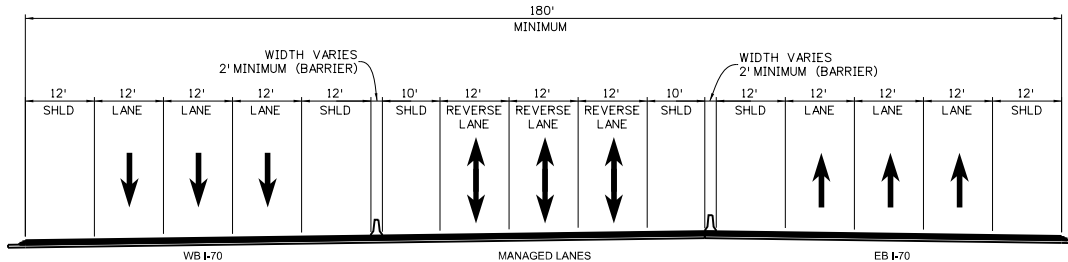 180'
MINIMUM
WIDTH VARIES
2' MINIMUM (BARRIER)
WIDTH VARIES
2' MINIMUM (BARRIER)
12' 12' 12' 12' 12' 10' 12' 12' 12' 10' 12' 12' 12' 12' 12'
SHLD LANE LANE LANE SHLD SHLD REVERSE LANE REVERSE LANE REVERSE LANE SHLD SHLD LANE LANE LANE SHLD
WB I-70 MANAGED LANES EB I-70